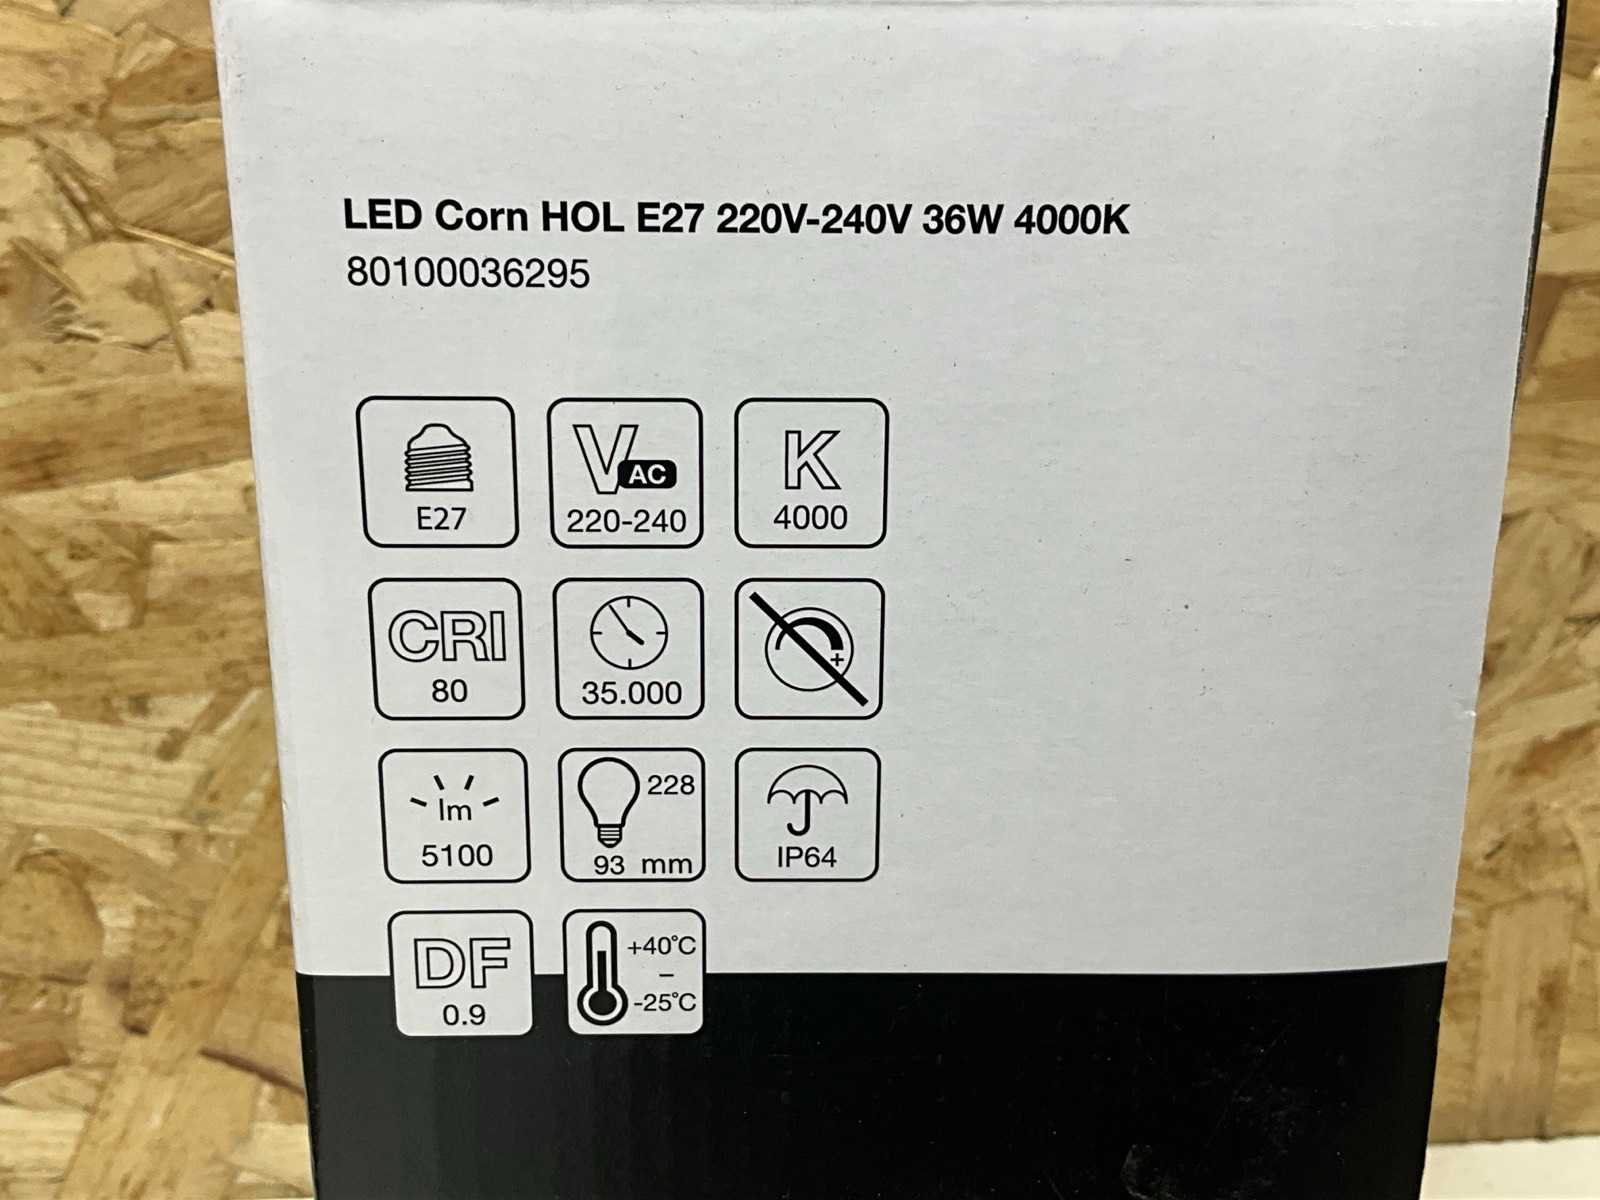 LED Corn HOL E27 220V-240V 36W 4000K
80100036295
E27
V AC
220-240
K
4000
CRI
80
35.000
+
lm
5100
228
93 mm
IP64
DF
0.9
+40°C
–
-25°C